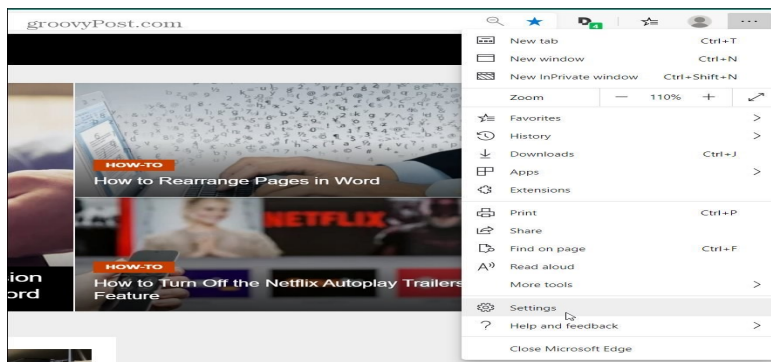 groovyPost.com
4
New tab Ctrl+T
New window Ctrl+N
New InPrivate window Ctrl+Shift+N
Zoom — 110% +
Favorites >
History >
Downloads Ctrl+J
Apps >
Extensions
Print Ctrl+P
Share
Find on page Ctrl+F
Read aloud
More tools >
Settings
Help and feedback >
Close Microsoft Edge
HOW-TO
How to Rearrange Pages in Word
NETFLIX
HOW-TO
How to Turn Off the Netflix Autoplay Trailers
Feature
ion
ord